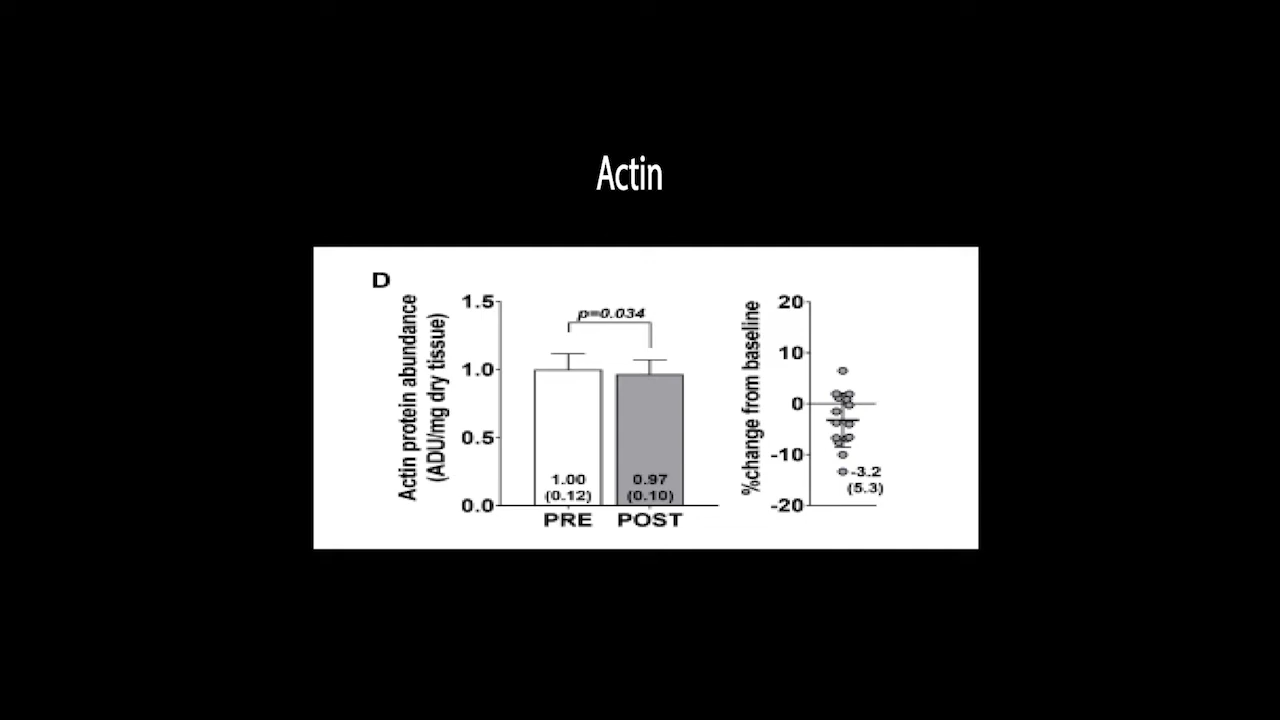 Actin
D
Actin protein abundance
(ADU/mg dry tissue)
1.5
1.0
0.5
0.0
p=0.034
1.00
(0.12)
0.97
(0.10)
PRE
POST
%change from baseline
20
10
0
-10
-20
-3.2
(5.3)